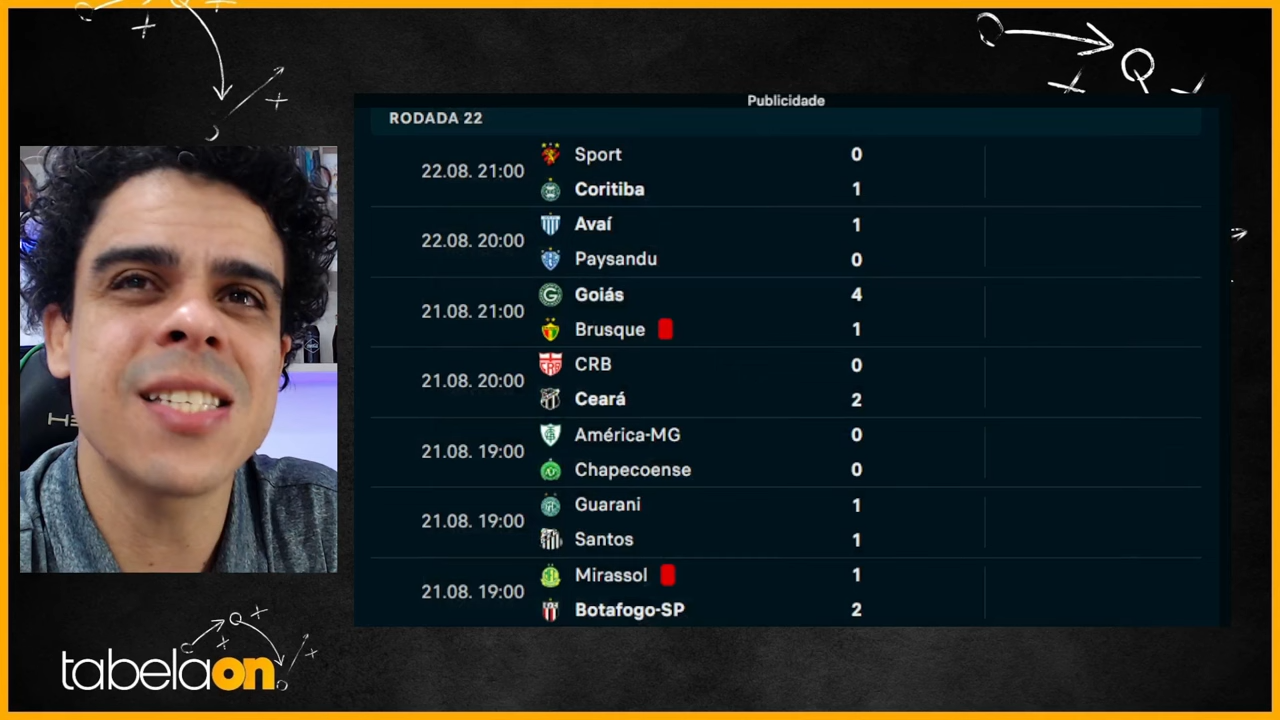 Publicidade
RODADA 22
22.08. 21:00 Sport 0
Coritiba 1
22.08. 20:00 Avaí 1
Paysandu 0
21.08. 21:00 Goiás 4
Brusque 1
21.08. 20:00 CRB 0
Ceará 2
21.08. 19:00 América-MG 0
Chapecoense 0
21.08. 19:00 Guarani 1
Santos 1
21.08. 19:00 Mirassol 1
Botafogo-SP 2
tabelaon